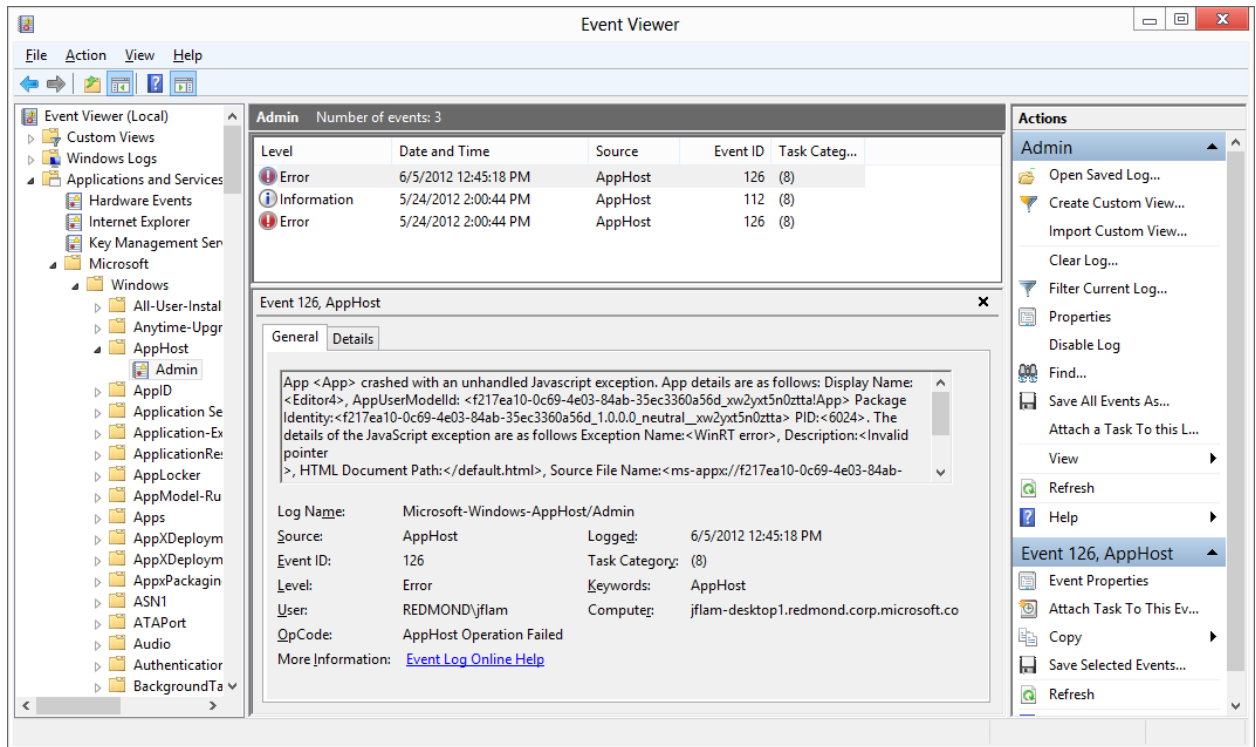 Event Viewer
File Action View Help
Event Viewer (Local)
Custom Views
Windows Logs
Applications and Services
Hardware Events
Internet Explorer
Key Management Ser
Microsoft
Windows
All-User-Instal
Anytime-Upgr
AppHost
Admin
AppID
Application Se
Application-Ex
ApplicationRe
AppLocker
AppModel-Ru
Apps
AppXDeploym
AppXDeploym
AppxPackagin
ASN1
ATAPort
Audio
Authentication
BackgroundTa
Admin Number of events: 3
Level Date and Time Source Event ID Task Categ...
Error 6/5/2012 12:45:18 PM AppHost 126 (8)
Information 5/24/2012 2:00:44 PM AppHost 112 (8)
Error 5/24/2012 2:00:44 PM AppHost 126 (8)
Event 126, AppHost
General Details
App <App> crashed with an unhandled Javascript exception. App details are as follows: Display Name:
<Editor4>, AppUserModelId: <f217ea10-0c69-4e03-84ab-35ec3360a56d_xw2yxt5n0ztta!App> Package
Identity:<f217ea10-0c69-4e03-84ab-35ec3360a56d_1.0.0.0_neutral__xw2yxt5n0ztta> PID:<6024>. The
details of the JavaScript exception are as follows Exception Name:<WinRT error>, Description:<Invalid
pointer
>, HTML Document Path:</default.html>, Source File Name:<ms-appx://f217ea10-0c69-4e03-84ab-
Log Name: Microsoft-Windows-AppHost/Admin
Source: AppHost Logged: 6/5/2012 12:45:18 PM
Event ID: 126 Task Category: (8)
Level: Error Keywords: AppHost
User: REDMOND\jflam Computer: jflam-desktop1.redmond.corp.microsoft.co
OpCode: AppHost Operation Failed
More Information: Event Log Online Help
Actions
Admin
Open Saved Log...
Create Custom View...
Import Custom View...
Clear Log...
Filter Current Log...
Properties
Disable Log
Find...
Save All Events As...
Attach a Task To this L...
View
Refresh
Help
Event 126, AppHost
Event Properties
Attach Task To This Ev...
Copy
Save Selected Events...
Refresh